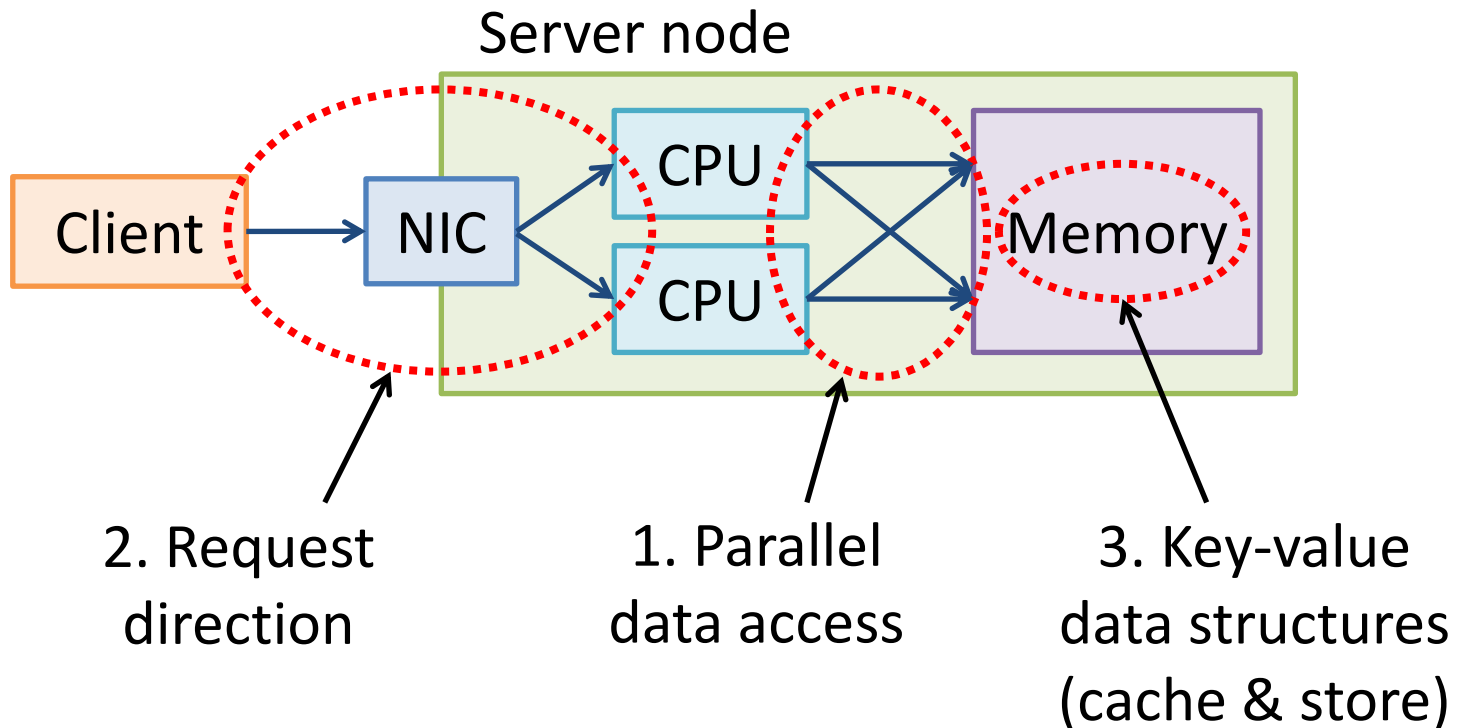 Server node
Client
NIC
CPU
CPU
Memory
2. Request
direction
1. Parallel
data access
3. Key-value
data structures
(cache & store)